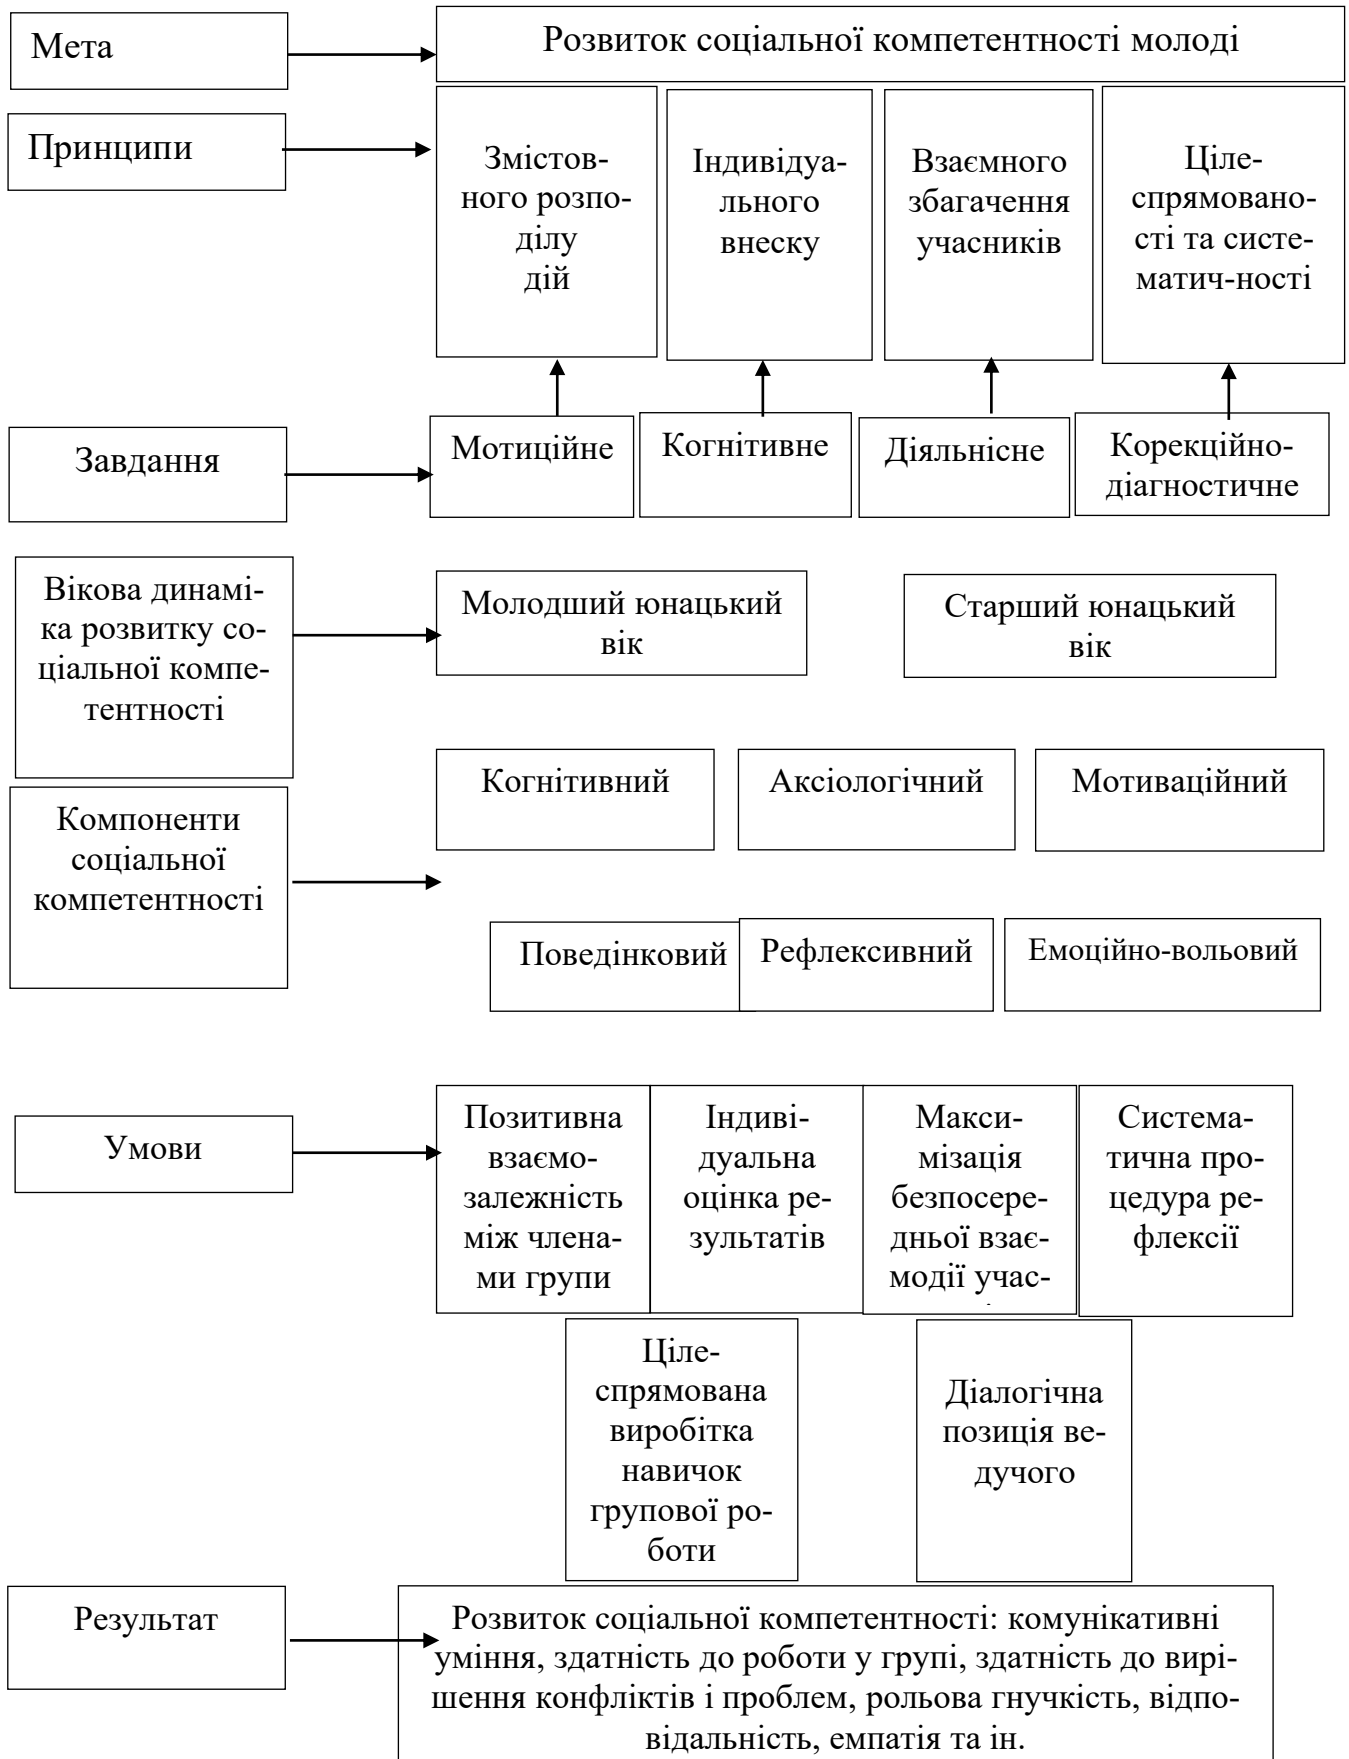 Мета
Розвиток соціальної компетентності молоді
Принципи
Змістов-
ного розпо-
ділу
дій
Індивідуа-
льного
внеску
Взаємного
збагачення
учасників
Ціле-
спрямовано-
сті та систе-
матич-ності
Завдання
Мотиційне
Когнітивне
Діяльнісне
Корекційно-
діагностичне
Вікова динамі-
ка розвитку со-
ціальної компе-
тентності
Молодший юнацький
вік
Старший юнацький
вік
Компоненти
соціальної
компетентності
Когнітивний
Аксіологічний
Мотиваційний
Поведінковий
Рефлексивний
Емоційно-вольовий
Умови
Позитивна
взаємо-
залежність
між члена-
ми групи
Індиві-
дуальна
оцінка ре-
зультатів
Макси-
мізація
безпосере-
дньої взає-
модії учас-
Система-
тична про-
цедура ре-
флексії
Ціле-
спрямована
виробітка
навичок
групової ро-
боти
Діалогічна
позиція ве-
дучого
Результат
Розвиток соціальної компетентності: комунікативні
уміння, здатність до роботи у групі, здатність до вирі-
шення конфліктів і проблем, рольова гнучкість, відпо-
відальність, емпатія та ін.